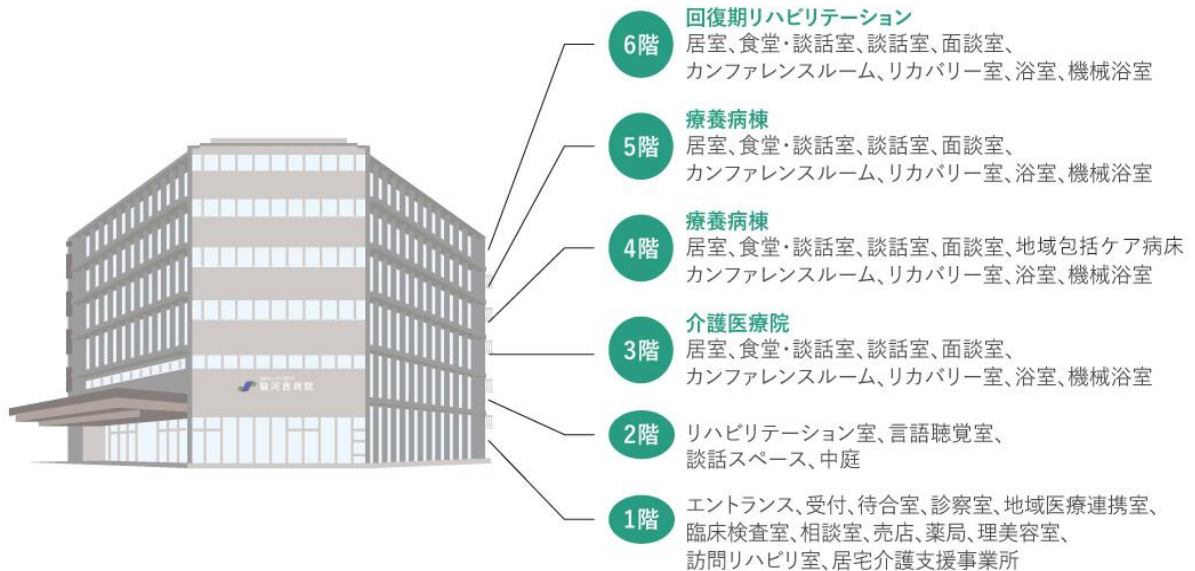 6階
回復期リハビリテーション
居室、食堂・談話室、談話室、面談室、
カンファレンスルーム、リカバリー室、浴室、機械浴室
5階
療養病棟
居室、食堂・談話室、談話室、面談室、
カンファレンスルーム、リカバリー室、浴室、機械浴室
4階
療養病棟
居室、食堂・談話室、談話室、面談室、地域包括ケア病床
カンファレンスルーム、リカバリー室、浴室、機械浴室
3階
介護医療院
居室、食堂・談話室、談話室、面談室、
カンファレンスルーム、リカバリー室、浴室、機械浴室
駿河西病院
2階
リハビリテーション室、言語聴覚室、
談話スペース、中庭
1階
エントランス、受付、待合室、診察室、地域医療連携室、
臨床検査室、相談室、売店、薬局、理美容室、
訪問リハビリ室、居宅介護支援事業所